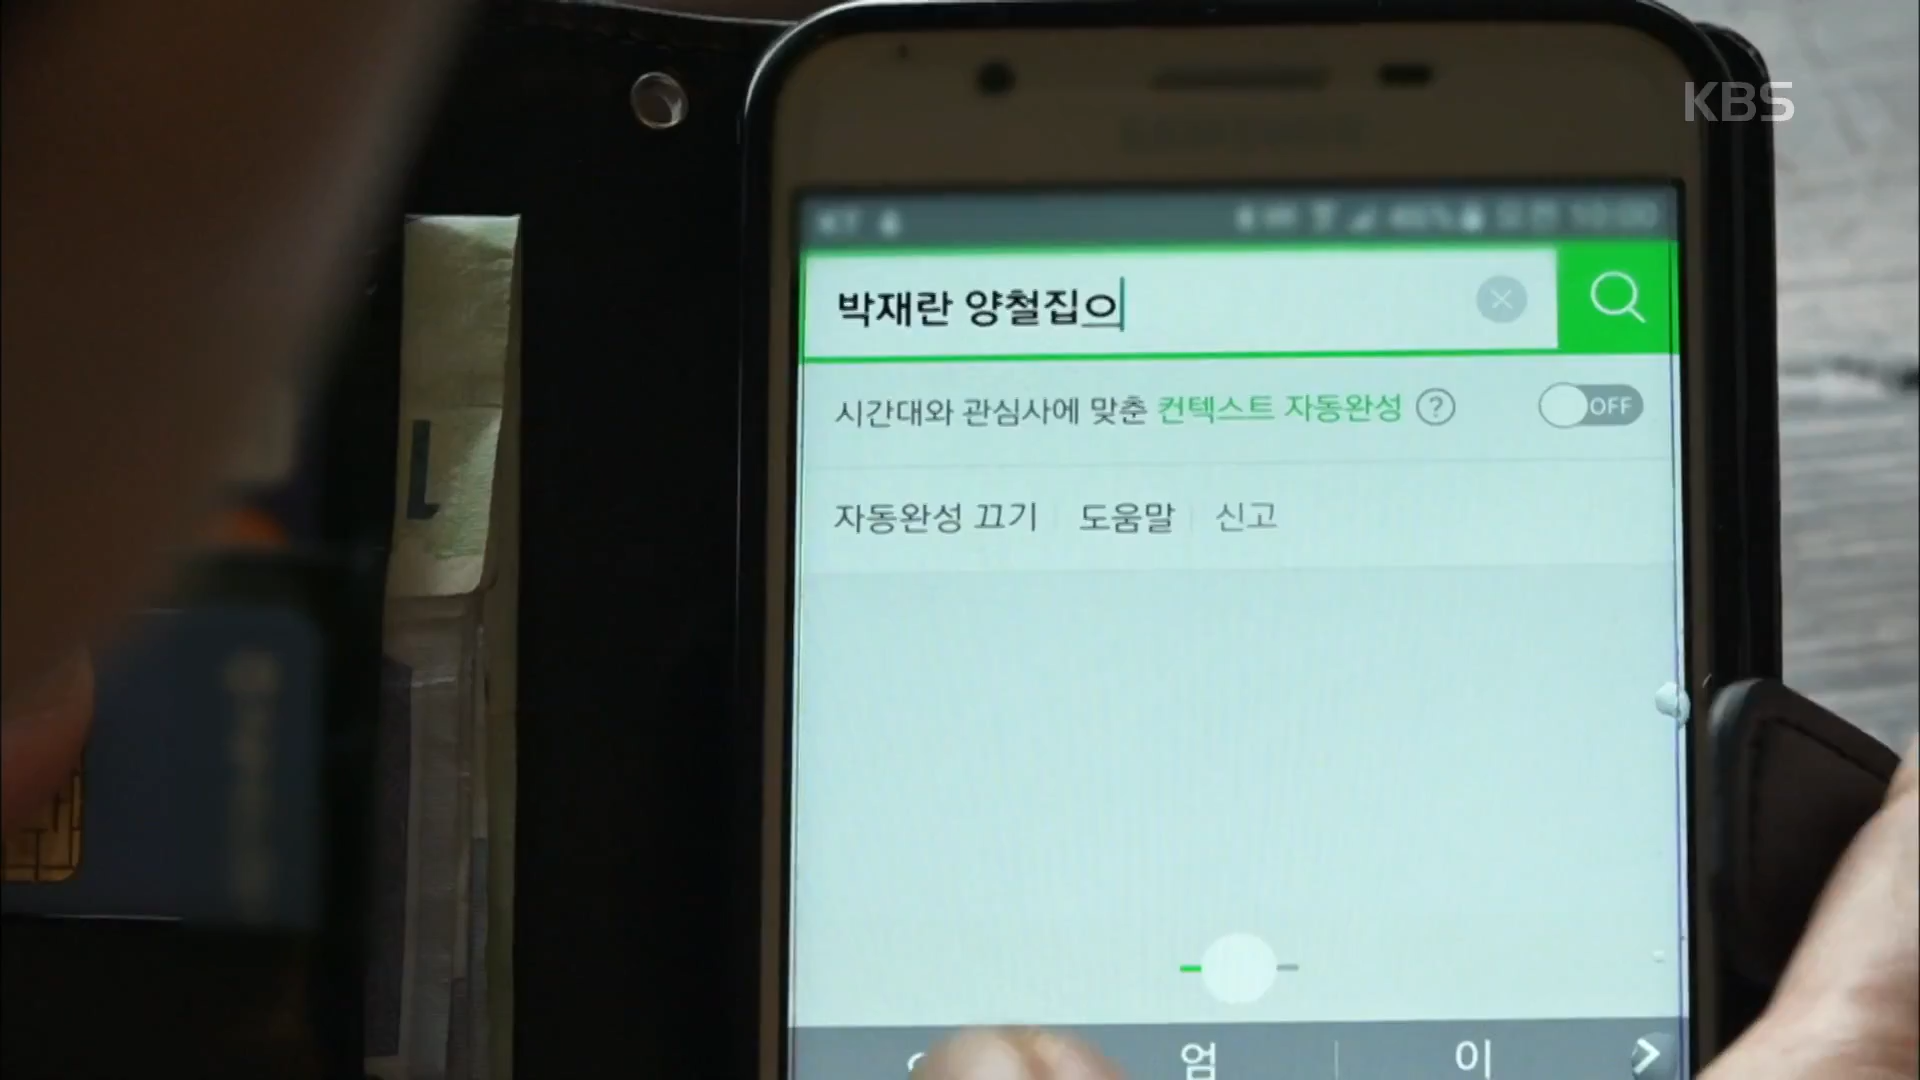 KBS
박재란 양철집으
시간대와 관심사에 맞춘 컨텍스트 자동완성 ?
OFF
자동완성 끄기 도움말 신고
엄 이